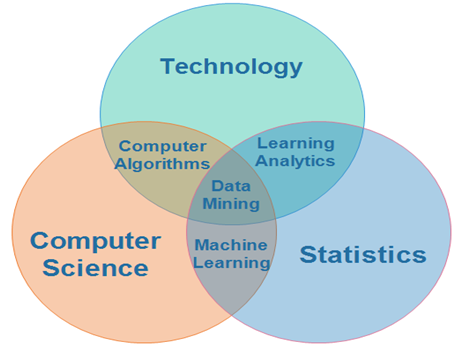 Technology
Computer
Algorithms
Learning
Analytics
Data
Mining
Computer
Science
Machine
Learning
Statistics